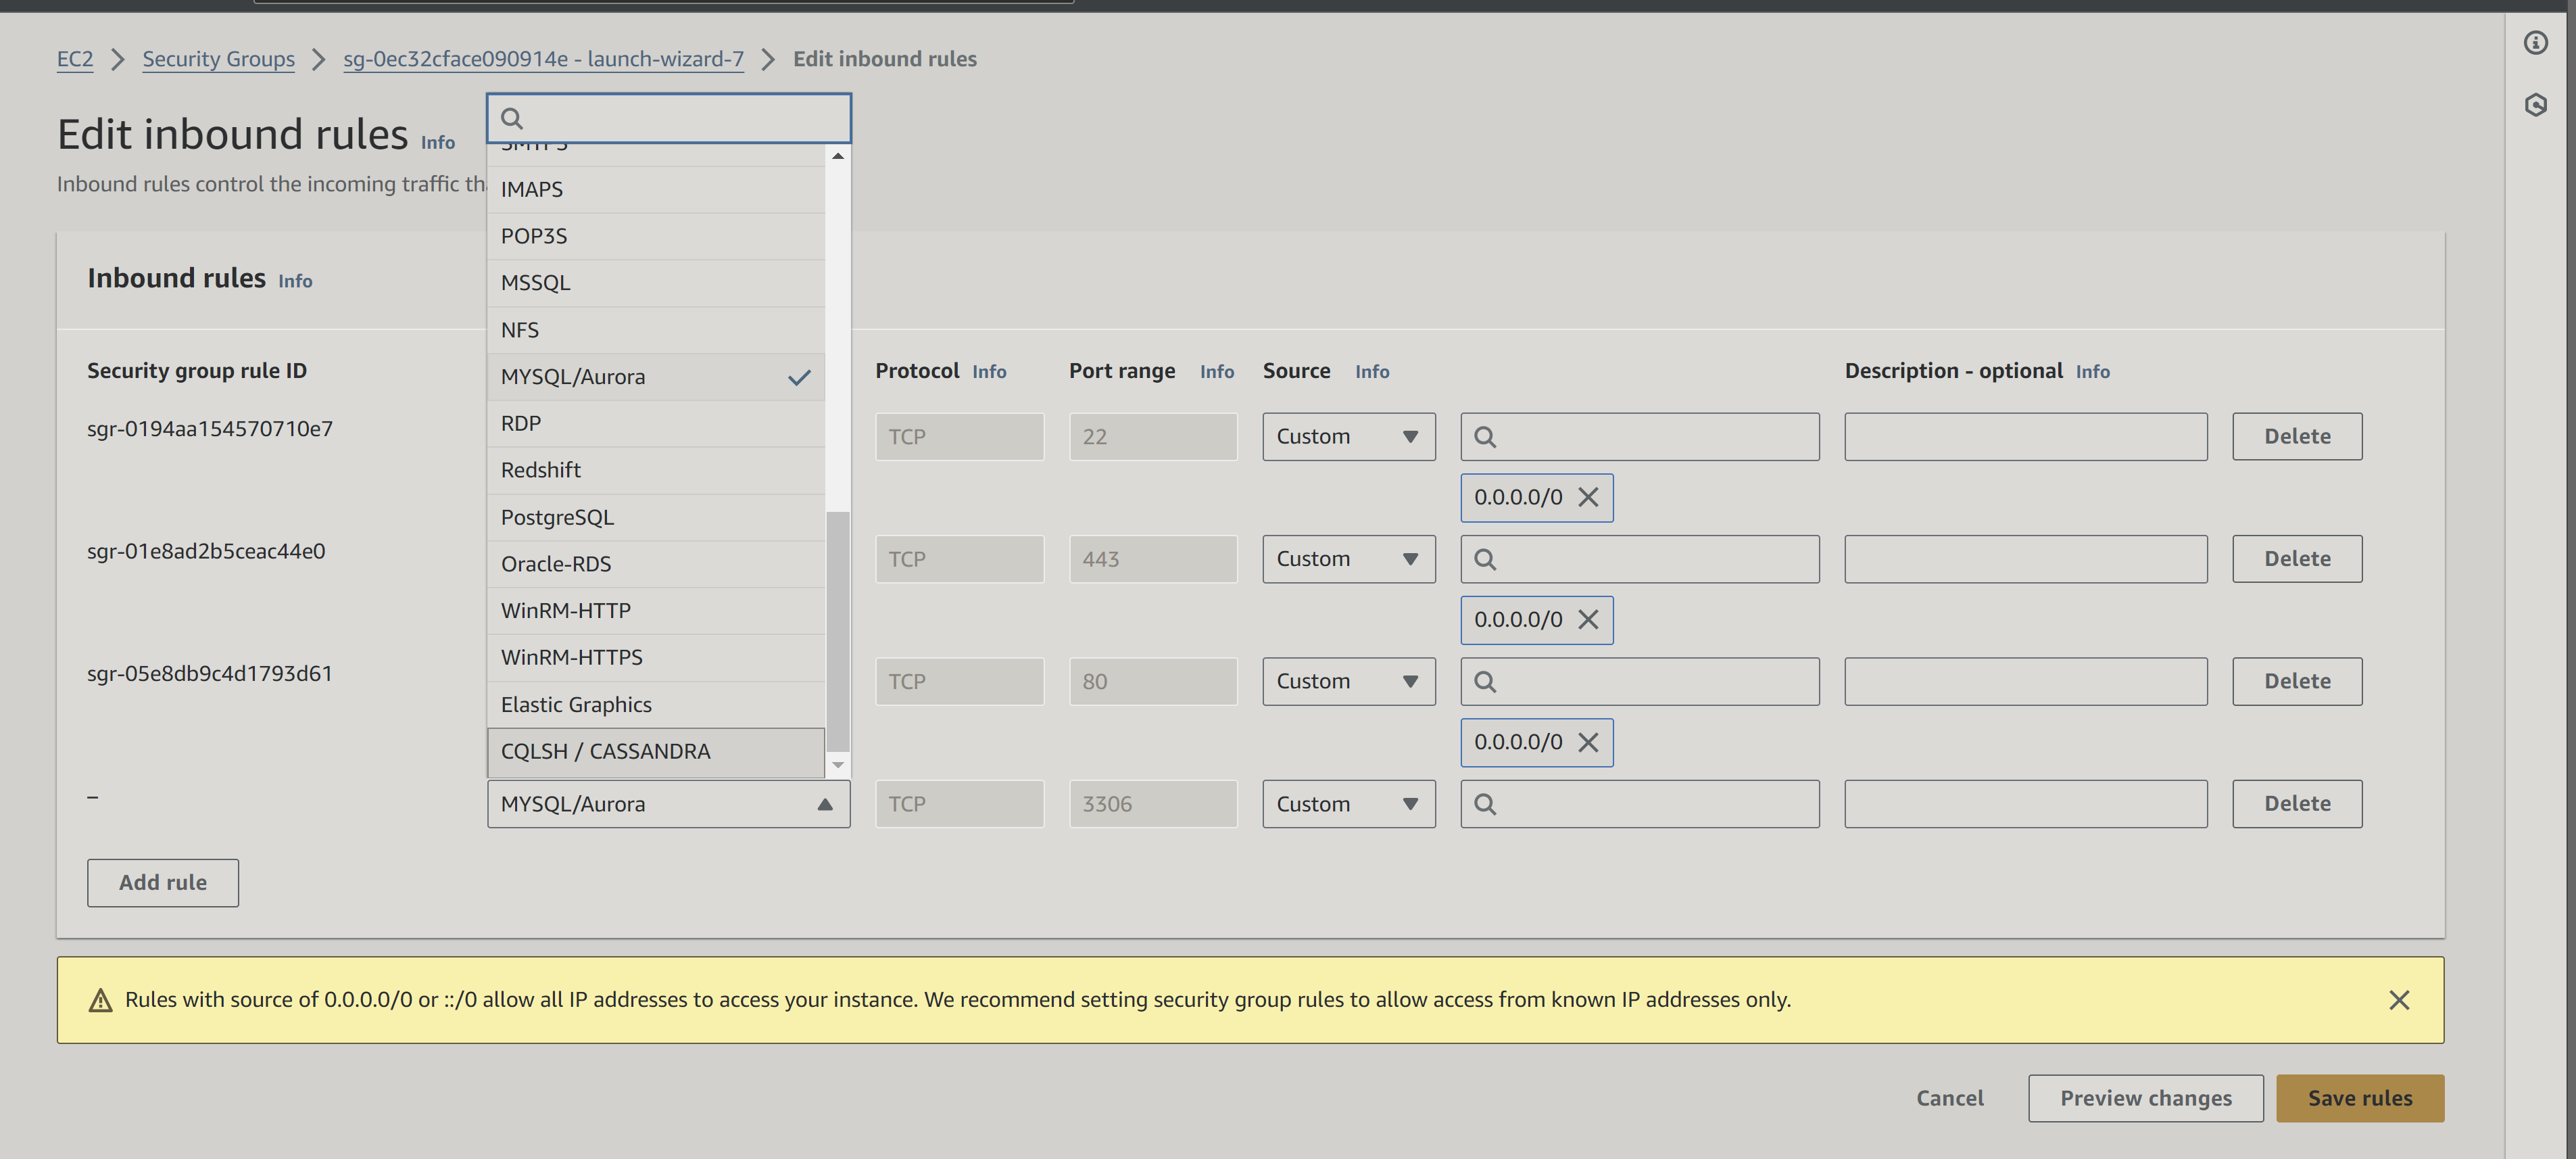 EC2 > Security Groups > sg-0ec32cface090914e - launch-wizard-7 > Edit inbound rules
Edit inbound rules Info
Inbound rules control the incoming traffic
Inbound rules Info
Security group rule ID
Protocol Info
Port range Info
Source Info
Description - optional Info
SMTPS
IMAPS
POP3S
MSSQL
NFS
MYSQL/Aurora
RDP
Redshift
PostgreSQL
Oracle-RDS
WinRM-HTTP
WinRM-HTTPS
Elastic Graphics
CQLSH / CASSANDRA
sgr-0194aa154570710e7
TCP
22
Custom
Delete
0.0.0.0/0
sgr-01e8ad2b5ceac44e0
TCP
443
Custom
Delete
0.0.0.0/0
sgr-05e8db9c4d1793d61
TCP
80
Custom
Delete
0.0.0.0/0
–
MYSQL/Aurora
TCP
3306
Custom
Delete
Add rule
Rules with source of 0.0.0.0/0 or ::/0 allow all IP addresses to access your instance. We recommend setting security group rules to allow access from known IP addresses only.
Cancel
Preview changes
Save rules